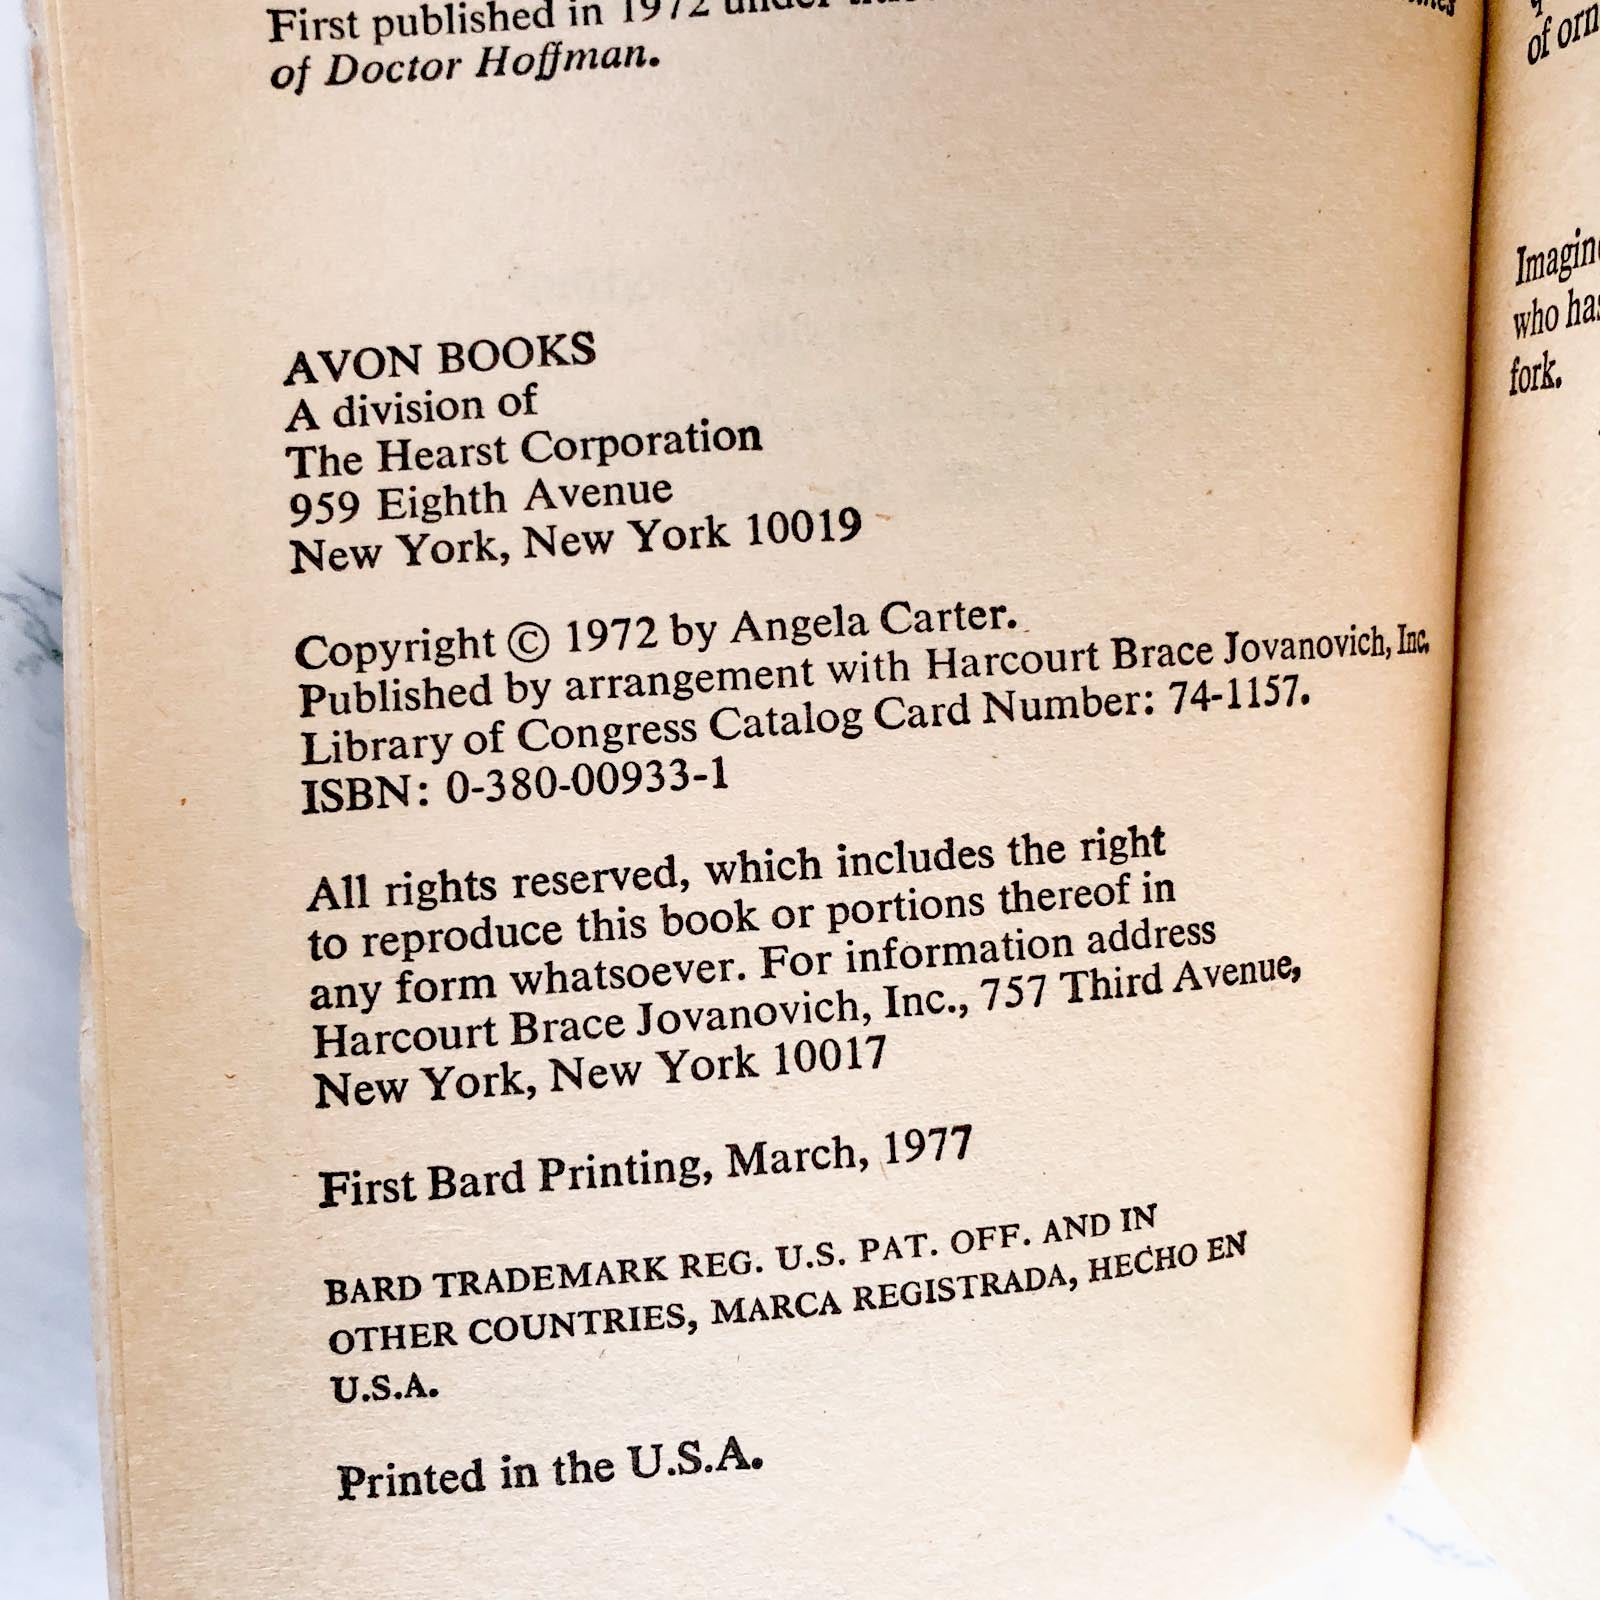 First published in 1972 under
of Doctor Hoffman.
AVON BOOKS
A division of
The Hearst Corporation
959 Eighth Avenue
New York, New York 10019
Copyright © 1972 by Angela Carter.
Published by arrangement with Harcourt Brace Jovanovich, Inc.
Library of Congress Catalog Card Number: 74-1157.
ISBN: 0-380-00933-1
All rights reserved, which includes the right
to reproduce this book or portions thereof in
any form whatsoever. For information address
Harcourt Brace Jovanovich, Inc., 757 Third Avenue,
New York, New York 10017
First Bard Printing, March, 1977
BARD TRADEMARK REG. U.S. PAT. OFF. AND IN
OTHER COUNTRIES, MARCA REGISTRADA, HECHO EN
U.S.A.
Printed in the U.S.A.
of orn
Imagin
who has
fork.